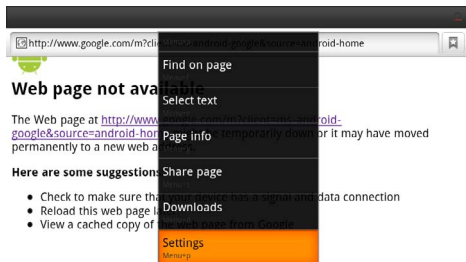 http://www.google.com/m?client=ms-android-google&source=android-home
Find on page
Web page not available
Select text
The Web page at http://www.google.com/m?client=ms-android-
google&source=android-home might be temporarily down or it may have moved
Page info
permanently to a new web address.
Here are some suggestions
Share page
Check to make sure that your device has a signal and data connection
Downloads
Reload this web page l
View a cached copy of the web page from Google
Settings
Menu+p